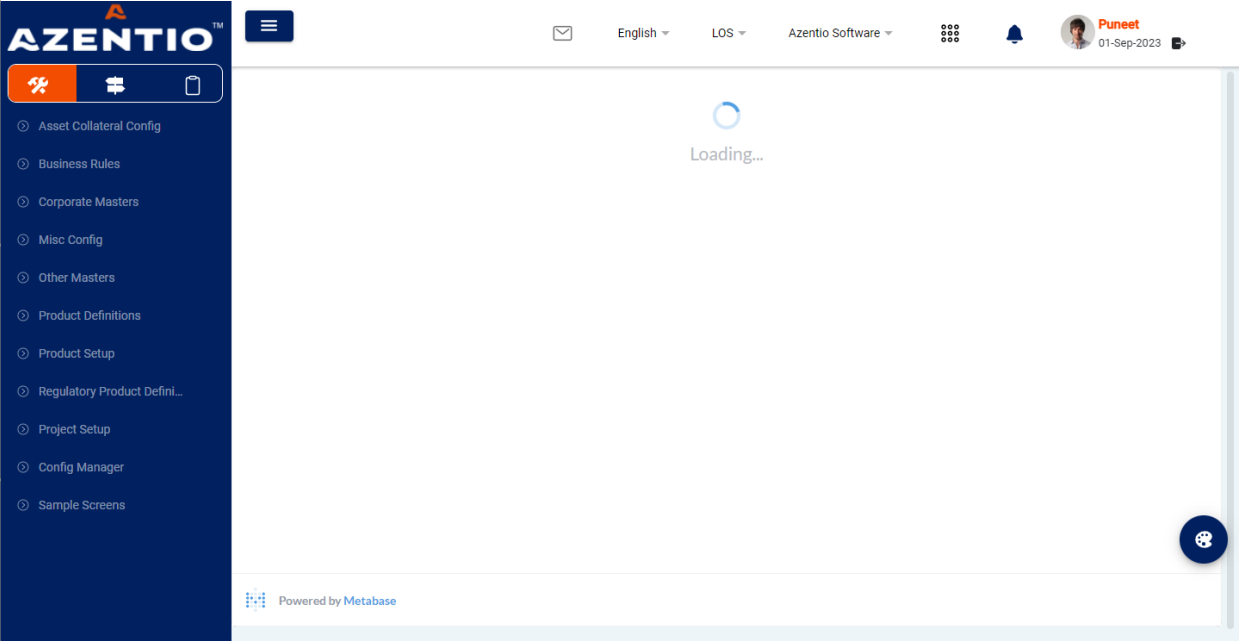 AZENTIO™
English
LOS
Azentio Software
Puneet
01-Sep-2023
Asset Collateral Config
Business Rules
Corporate Masters
Misc Config
Other Masters
Product Definitions
Product Setup
Regulatory Product Defini...
Project Setup
Config Manager
Sample Screens
Loading...
Powered by Metabase